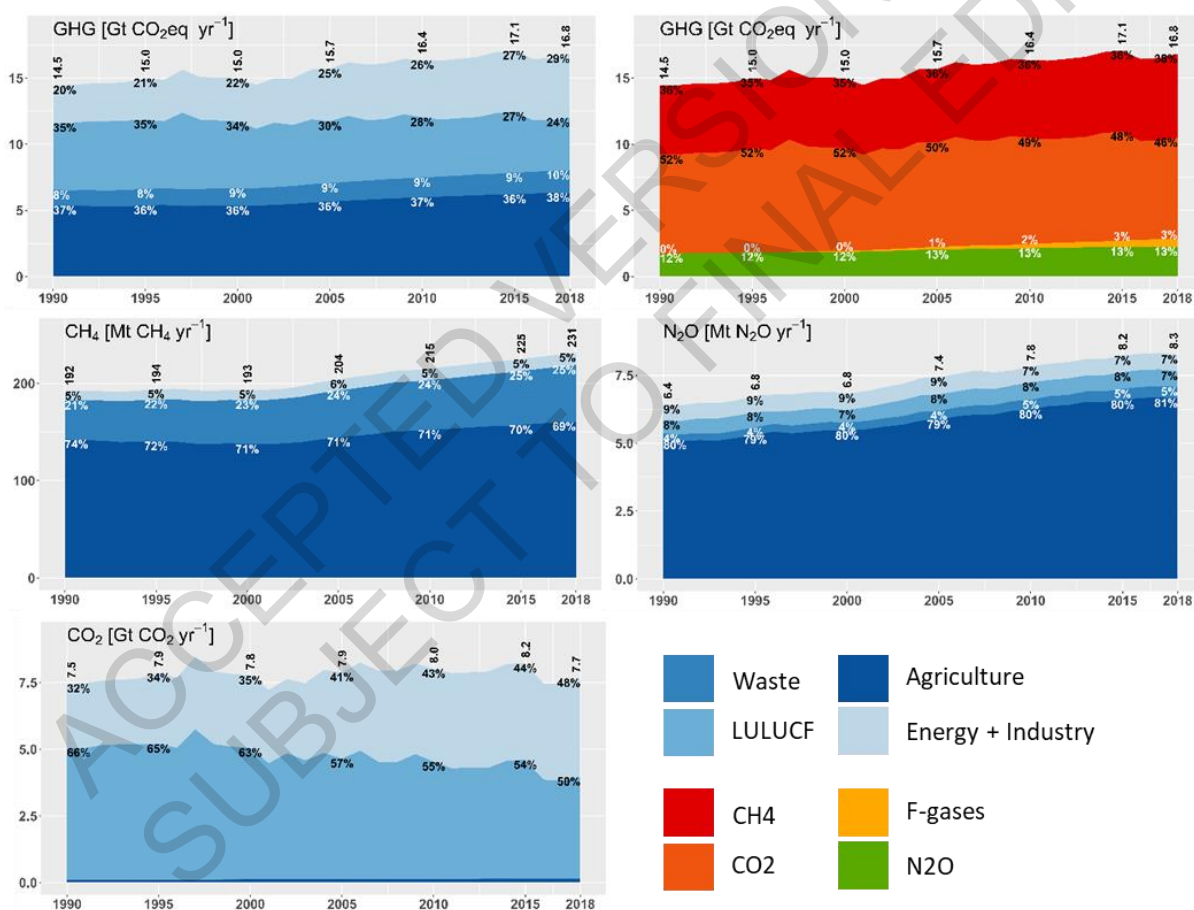 GHG [Gt CO₂eq yr⁻¹]
14.5 15.0 15.0 15.7 16.4 17.1 16.8
20% 21% 22% 25% 26% 27% 29%
35% 35% 34% 30% 28% 27% 24%
8% 8% 9% 9% 9% 9% 10%
37% 36% 36% 36% 37% 36% 38%
15
10
5
0
1990 1995 2000 2005 2010 2015 2018
GHG [Gt CO₂eq yr⁻¹]
14.5 15.0 15.0 15.7 16.4 17.1 16.8
36% 35% 35% 36% 36% 36% 38%
52% 52% 52% 50% 49% 48% 46%
0% 0% 0% 1% 2% 3% 3%
12% 12% 12% 13% 13% 13% 13%
15
10
5
0
1990 1995 2000 2005 2010 2015 2018
CH₄ [Mt CH₄ yr⁻¹]
192 194 193 204 215 225 231
5% 5% 5% 6% 5% 5% 5%
21% 22% 23% 24% 24% 25% 25%
74% 72% 71% 71% 71% 70% 69%
200
100
0
1990 1995 2000 2005 2010 2015 2018
N₂O [Mt N₂O yr⁻¹]
6.4 6.8 6.8 7.4 7.8 8.2 8.3
9% 9% 9% 9% 7% 7% 7%
8% 8% 7% 8% 8% 8% 7%
4% 4% 4% 4% 5% 5% 5%
80% 79% 80% 79% 80% 80% 81%
7.5
5.0
2.5
0.0
1990 1995 2000 2005 2010 2015 2018
CO₂ [Gt CO₂ yr⁻¹]
7.5 7.9 7.8 7.9 8.0 8.2 7.7
32% 34% 35% 41% 43% 44% 48%
66% 65% 63% 57% 55% 54% 50%
7.5
5.0
2.5
0.0
1990 1995 2000 2005 2010 2015 2018
Waste
Agriculture
LULUCF
Energy + Industry
CH4
F-gases
CO2
N2O
ACCEPTED VERSION
SUBJECT TO FINAL EDI